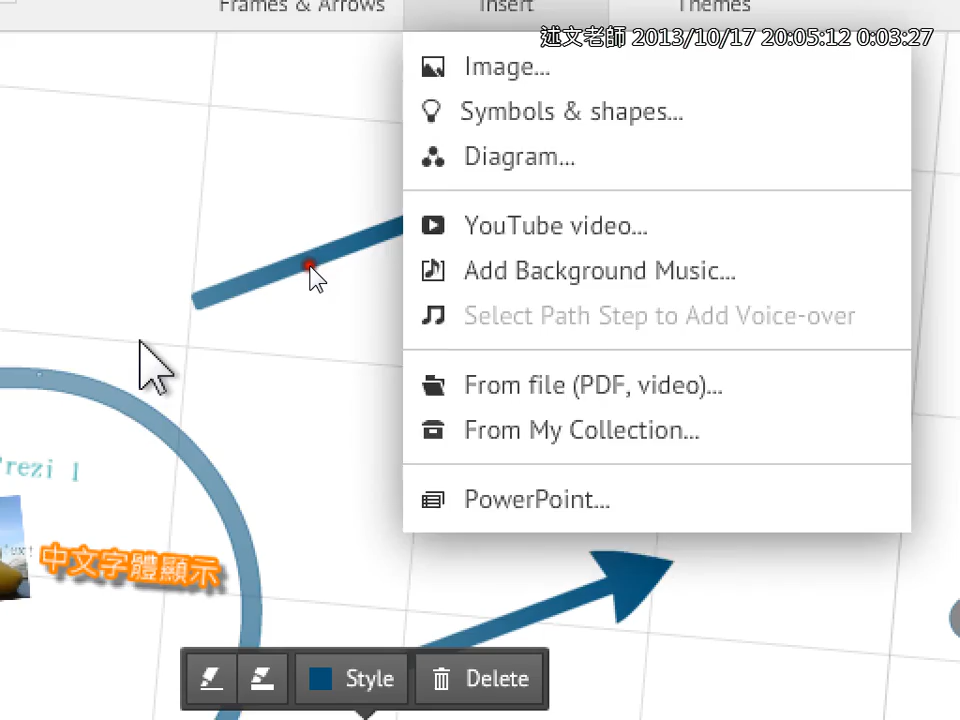 Frames & Arrows
Insert
Themes
述文老師 2013/10/17 20:05:12 0:03:27
Image...
Symbols & shapes...
Diagram...
YouTube video...
Add Background Music...
Select Path Step to Add Voice-over
From file (PDF, video)...
From My Collection...
PowerPoint...
rezi 1
中文字體顯示
Style
Delete